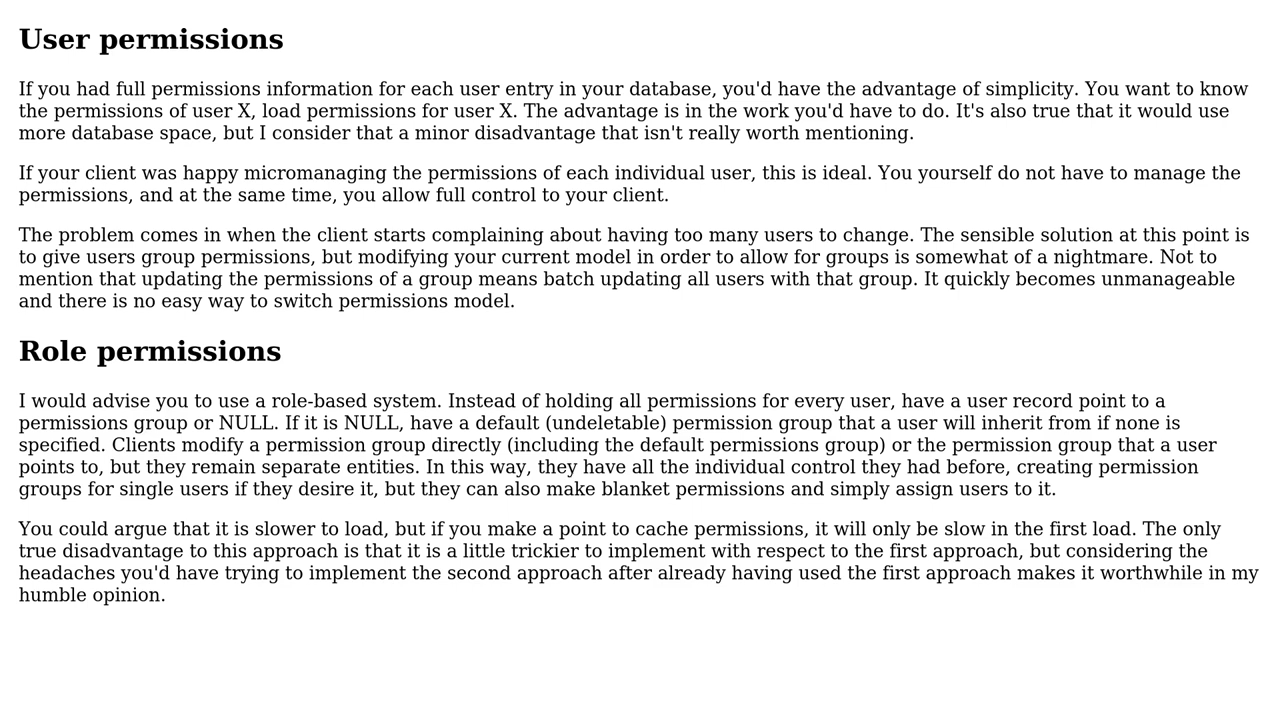 User permissions
If you had full permissions information for each user entry in your database, you'd have the advantage of simplicity. You want to know
the permissions of user X, load permissions for user X. The advantage is in the work you'd have to do. It's also true that it would use
more database space, but I consider that a minor disadvantage that isn't really worth mentioning.
If your client was happy micromanaging the permissions of each individual user, this is ideal. You yourself do not have to manage the
permissions, and at the same time, you allow full control to your client.
The problem comes in when the client starts complaining about having too many users to change. The sensible solution at this point is
to give users group permissions, but modifying your current model in order to allow for groups is somewhat of a nightmare. Not to
mention that updating the permissions of a group means batch updating all users with that group. It quickly becomes unmanageable
and there is no easy way to switch permissions model.
Role permissions
I would advise you to use a role-based system. Instead of holding all permissions for every user, have a user record point to a
permissions group or NULL. If it is NULL, have a default (undeletable) permission group that a user will inherit from if none is
specified. Clients modify a permission group directly (including the default permissions group) or the permission group that a user
points to, but they remain separate entities. In this way, they have all the individual control they had before, creating permission
groups for single users if they desire it, but they can also make blanket permissions and simply assign users to it.
You could argue that it is slower to load, but if you make a point to cache permissions, it will only be slow in the first load. The only
true disadvantage to this approach is that it is a little trickier to implement with respect to the first approach, but considering the
headaches you'd have trying to implement the second approach after already having used the first approach makes it worthwhile in my
humble opinion.